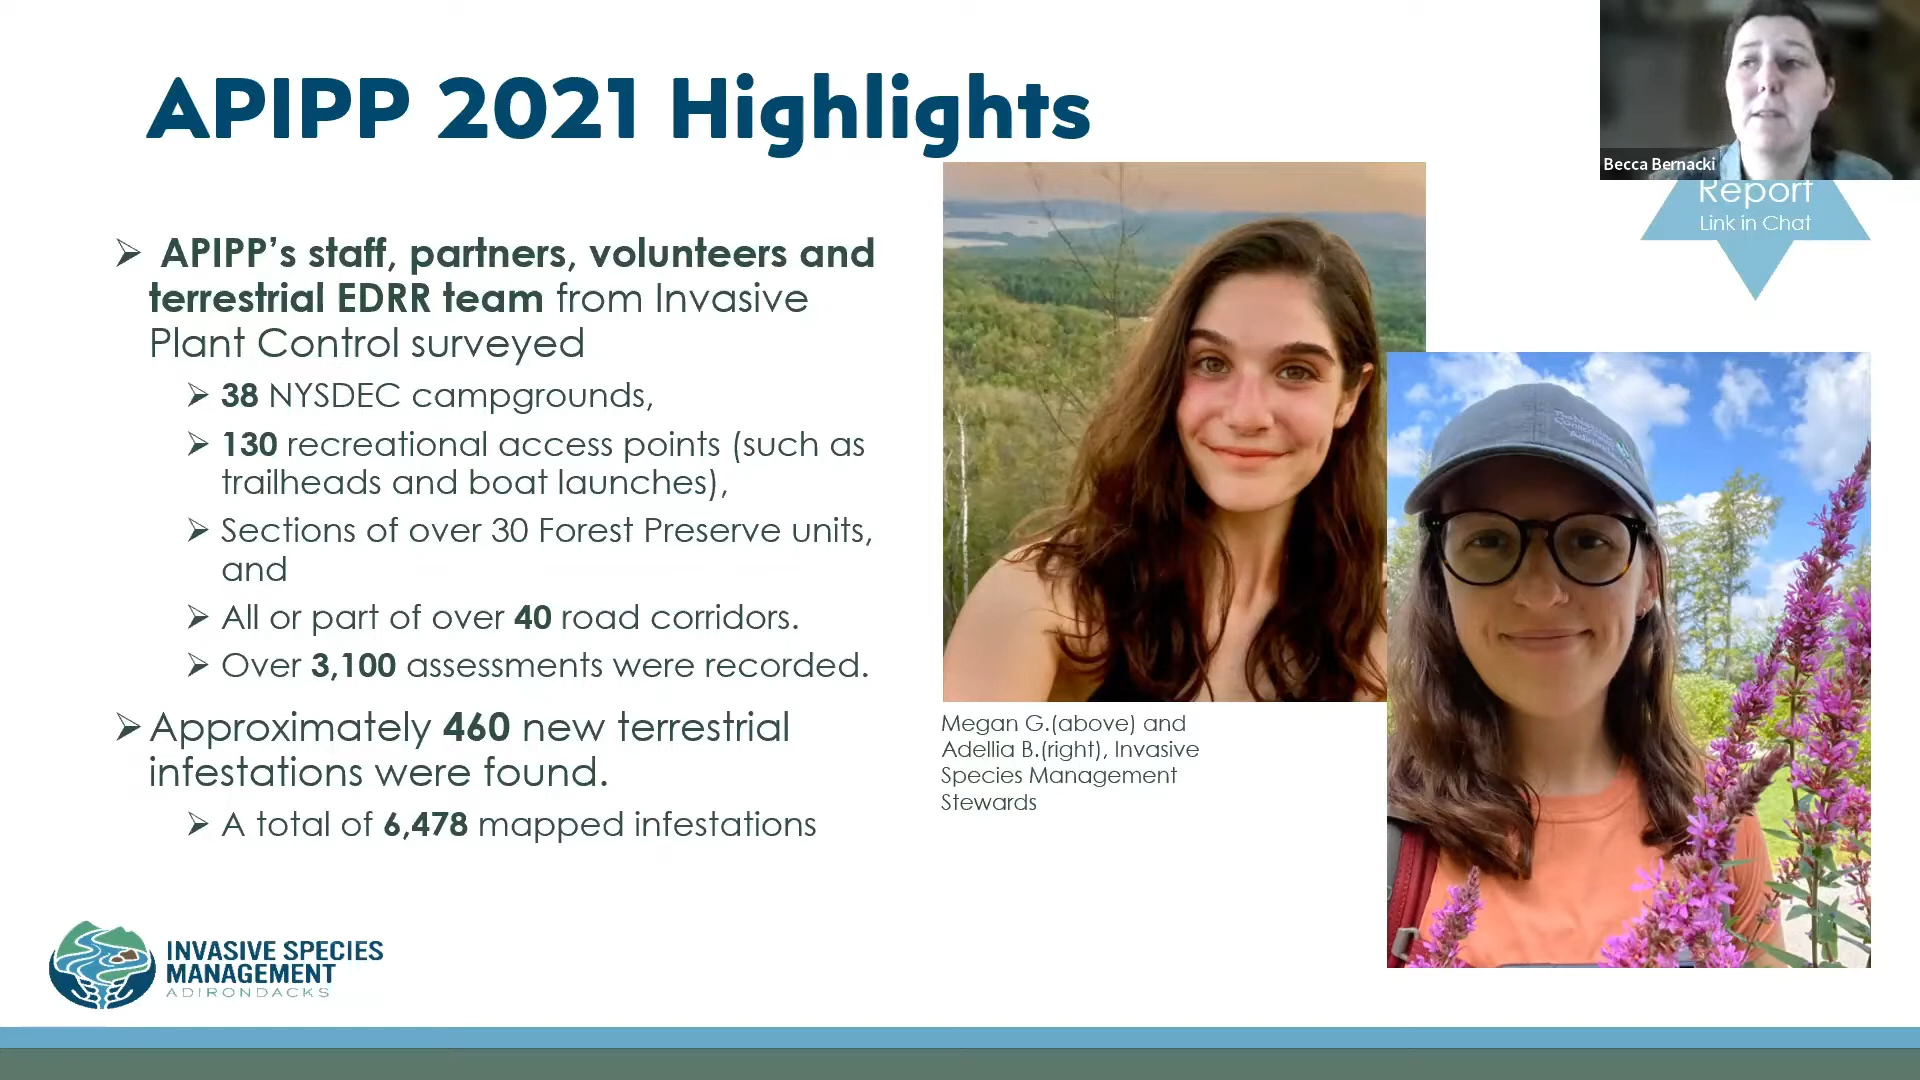 APIPP 2021 Highlights
Becca Bernacki
Report
Link in Chat
➢ APIPP’s staff, partners, volunteers and
terrestrial EDRR team from Invasive
Plant Control surveyed
➢ 38 NYSDEC campgrounds,
➢ 130 recreational access points (such as
trailheads and boat launches),
➢ Sections of over 30 Forest Preserve units,
and
➢ All or part of over 40 road corridors.
➢ Over 3,100 assessments were recorded.
➢ Approximately 460 new terrestrial
infestations were found.
➢ A total of 6,478 mapped infestations
Megan G.(above) and
Adellia B.(right), Invasive
Species Management
Stewards
INVASIVE SPECIES
MANAGEMENT
ADIRONDACKS